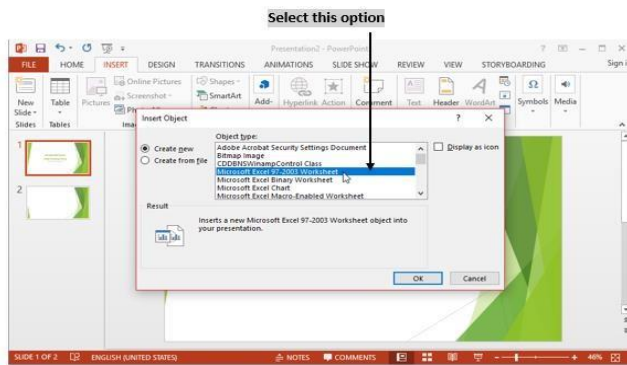 Select this option
Presentation2 - PowerPoint
FILE HOME INSERT DESIGN TRANSITIONS ANIMATIONS SLIDE SHOW REVIEW VIEW STORYBOARDING Sign i
New Slide Table Pictures Online Pictures Screenshot Shapes SmartArt Add- Hyperlink Action Comment Text Header WordArt Symbols Media
Slides Tables Ima
Insert Object ? X
Object type:
Create new
Create from file
Adobe Acrobat Security Settings Document
Bitmap Image
CDDBNSWinampControl Class
Microsoft Excel 97-2003 Worksheet
Microsoft Excel Binary Worksheet
Microsoft Excel Chart
Microsoft Excel Macro-Enabled Worksheet
Display as icon
Result
Inserts a new Microsoft Excel 97-2003 Worksheet object into
your presentation.
OK Cancel
1
2
SLIDE 1 OF 2 ENGLISH (UNITED STATES) NOTES COMMENTS 46%